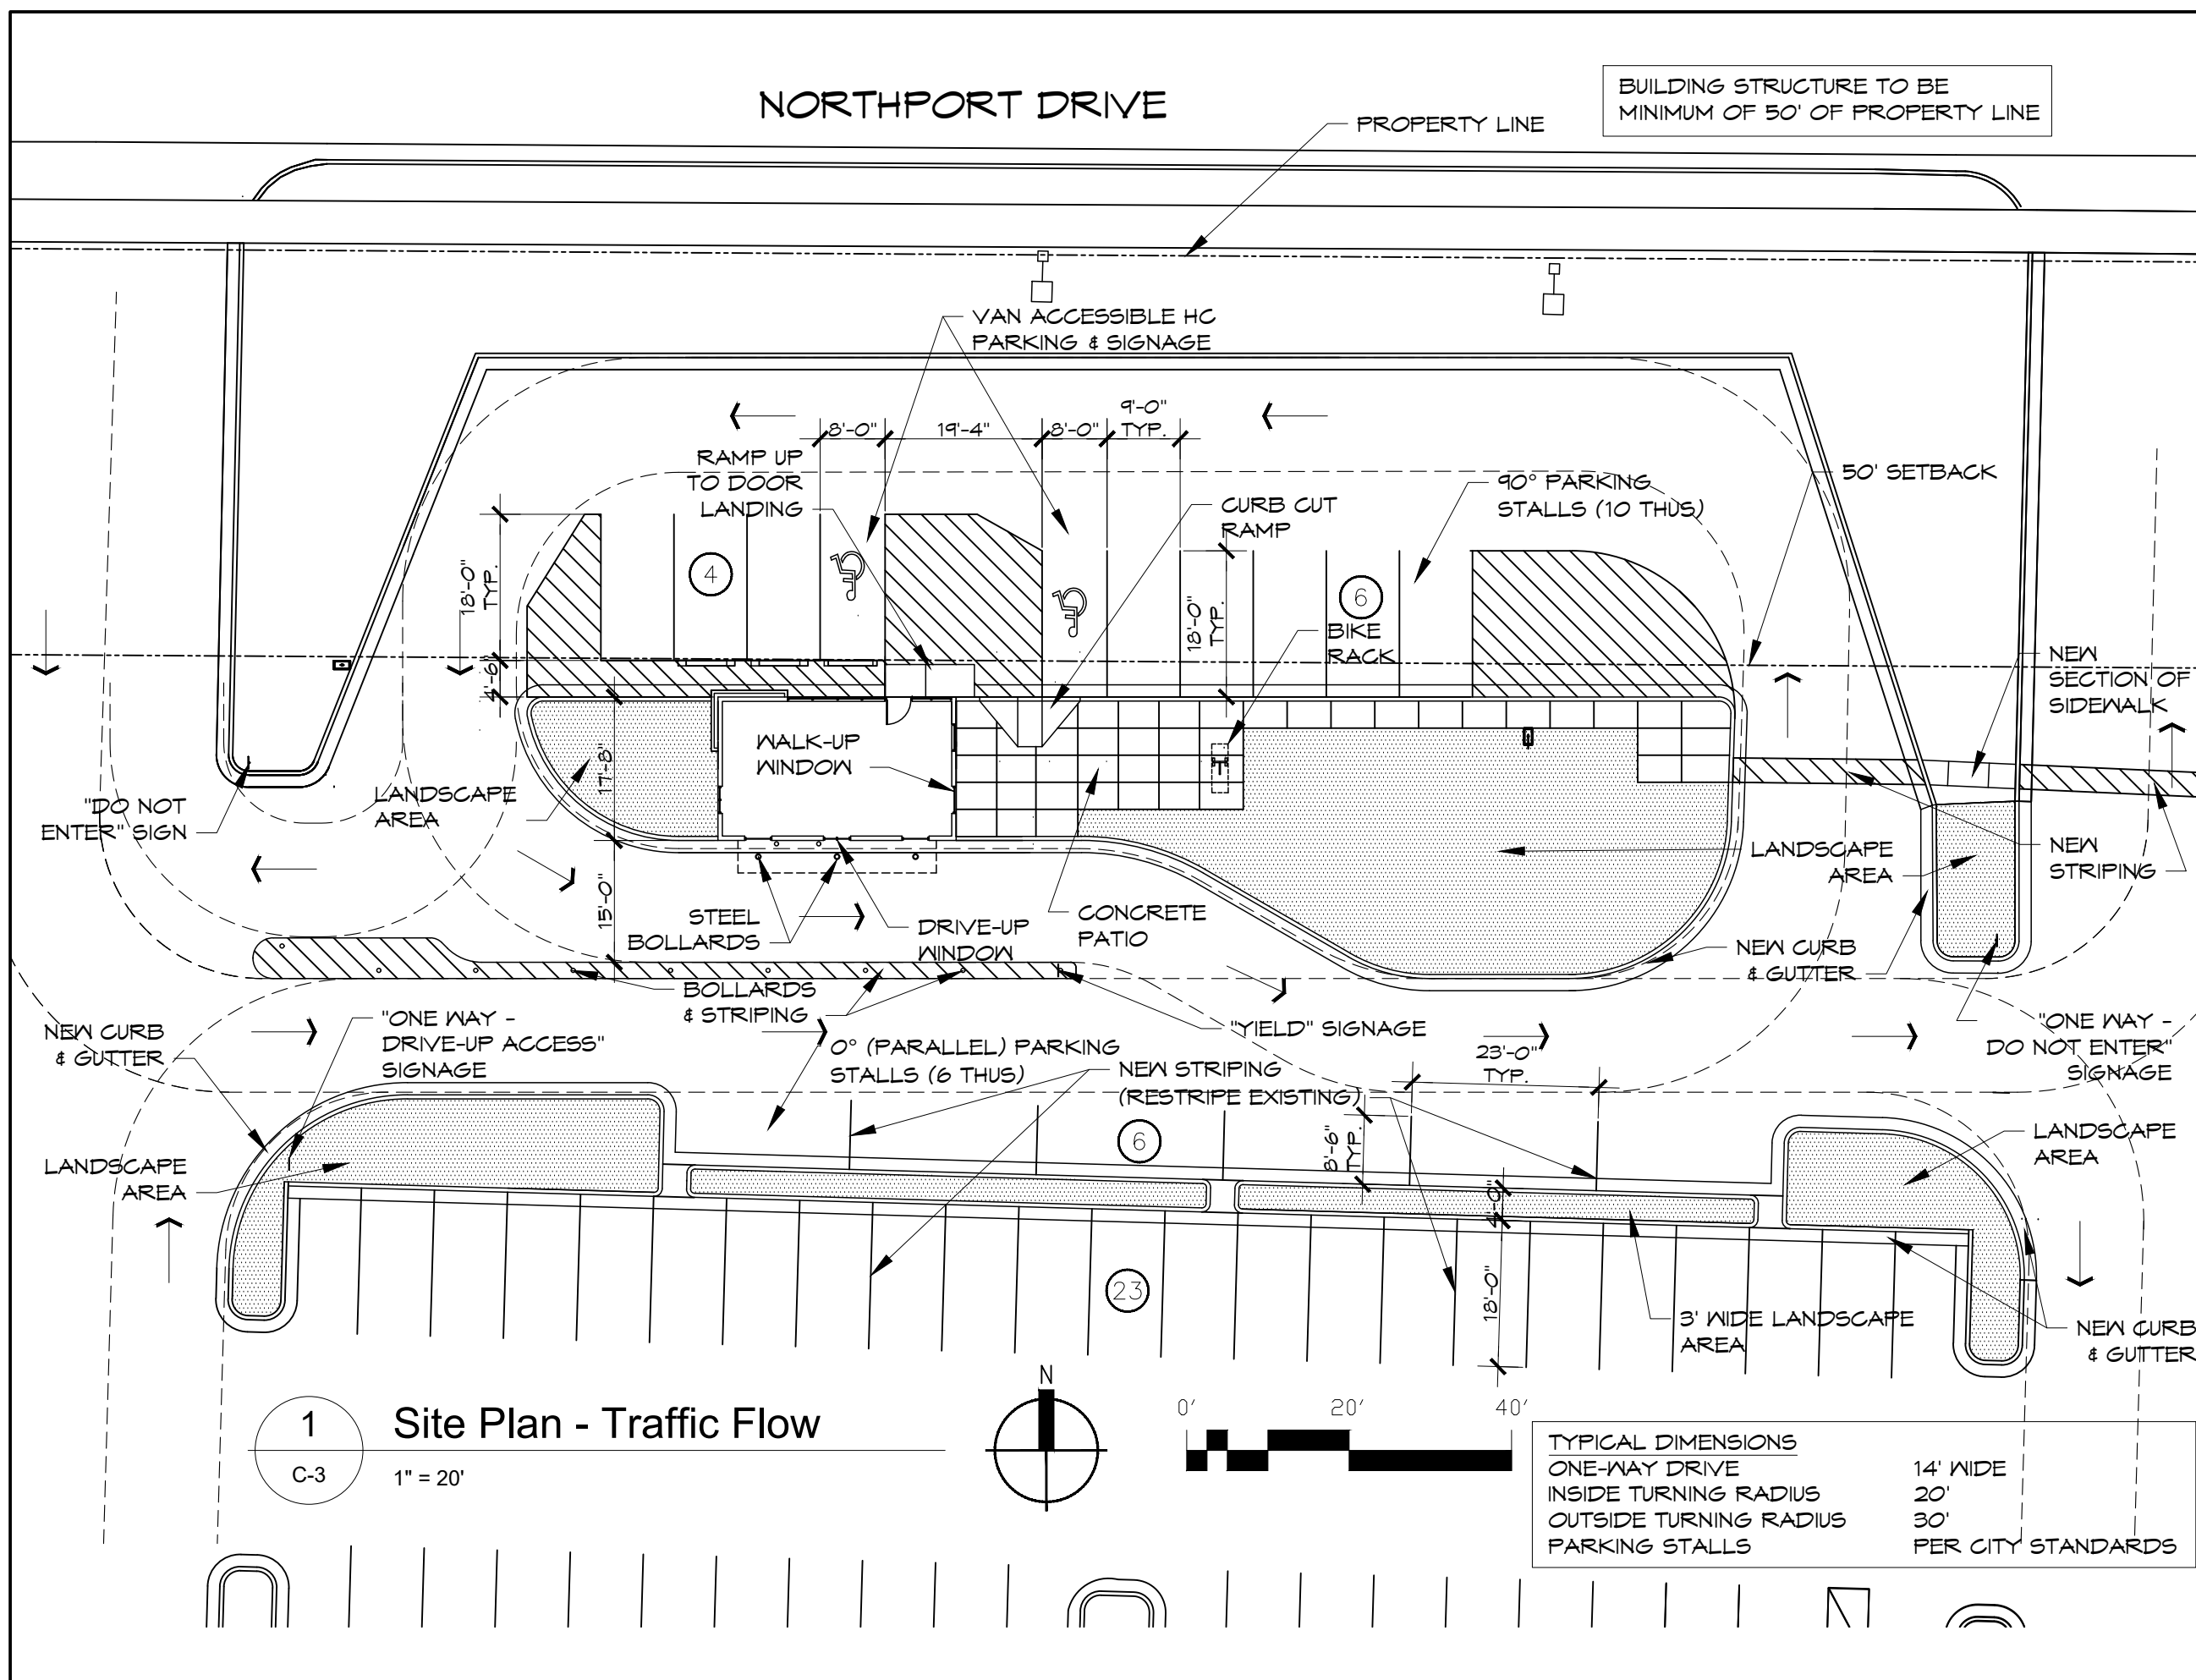 NORTHPORT DRIVE
BUILDING STRUCTURE TO BE
MINIMUM OF 50' OF PROPERTY LINE
PROPERTY LINE
VAN ACCESSIBLE HC
PARKING & SIGNAGE
8'-0"
19'-4"
8'-0"
9'-0"
TYP.
RAMP UP
TO DOOR
LANDING
CURB CUT
RAMP
90° PARKING
STALLS (10 THUS)
50' SETBACK
18'-0"
TYP.
4
18'-0"
TYP.
6
BIKE
RACK
4'-6"
NEW
SECTION OF
SIDEWALK
WALK-UP
WINDOW
17'-8"
"DO NOT
ENTER" SIGN
LANDSCAPE
AREA
LANDSCAPE
AREA
NEW
STRIPING
15'-0"
STEEL
BOLLARDS
DRIVE-UP
WINDOW
CONCRETE
PATIO
NEW CURB
& GUTTER
BOLLARDS
& STRIPING
"YIELD" SIGNAGE
NEW CURB
& GUTTER
"ONE WAY -
DRIVE-UP ACCESS"
SIGNAGE
0° (PARALLEL) PARKING
STALLS (6 THUS)
NEW STRIPING
(RESTRIPE EXISTING)
23'-0"
TYP.
"ONE WAY -
DO NOT ENTER"
SIGNAGE
6
8'-6"
TYP.
LANDSCAPE
AREA
LANDSCAPE
AREA
4'-0"
23
18'-0"
3' WIDE LANDSCAPE
AREA
NEW CURB
& GUTTER
1
C-3
Site Plan - Traffic Flow
1" = 20'
N
0' 20' 40'
TYPICAL DIMENSIONS
ONE-WAY DRIVE 14' WIDE
INSIDE TURNING RADIUS 20'
OUTSIDE TURNING RADIUS 30'
PARKING STALLS PER CITY STANDARDS